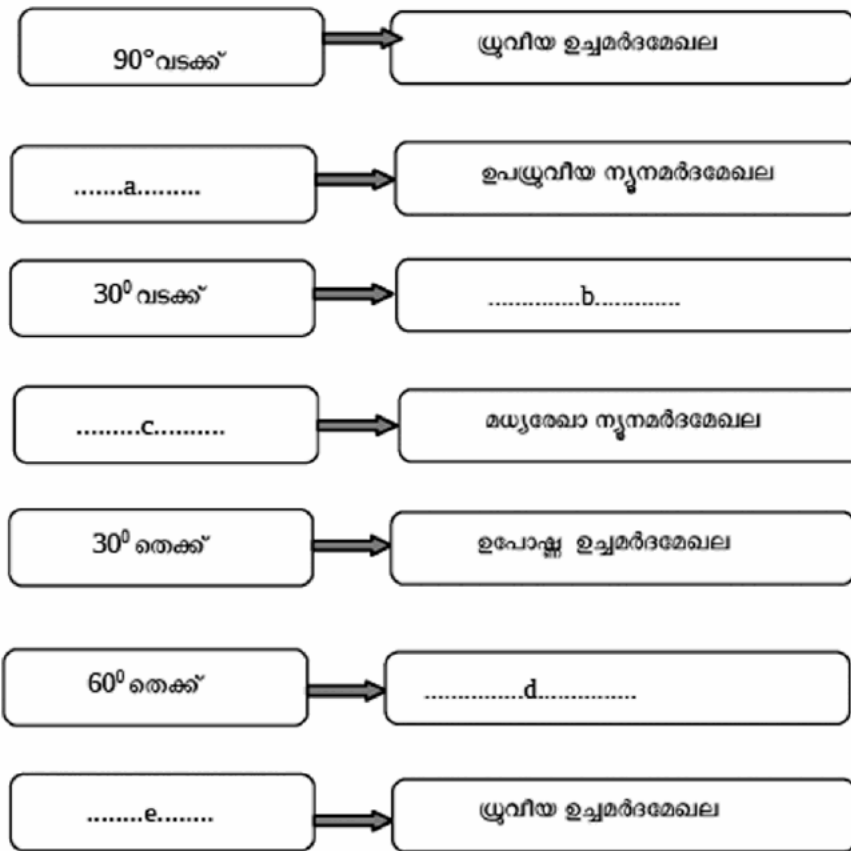 90° വടക്ക്
ധ്രുവീയ ഉച്ചമർദമേഖല
.......a.........
ഉപധ്രുവീയ ന്യൂനമർദമേഖല
30⁰ വടക്ക്
..............b.............
.........c..........
മധ്യരേഖാ ന്യൂനമർദമേഖല
30⁰ തെക്ക്
ഉപോഷ്ണ ഉച്ചമർദമേഖല
60⁰ തെക്ക്
...............d...............
........e........
ധ്രുവീയ ഉച്ചമർദമേഖല